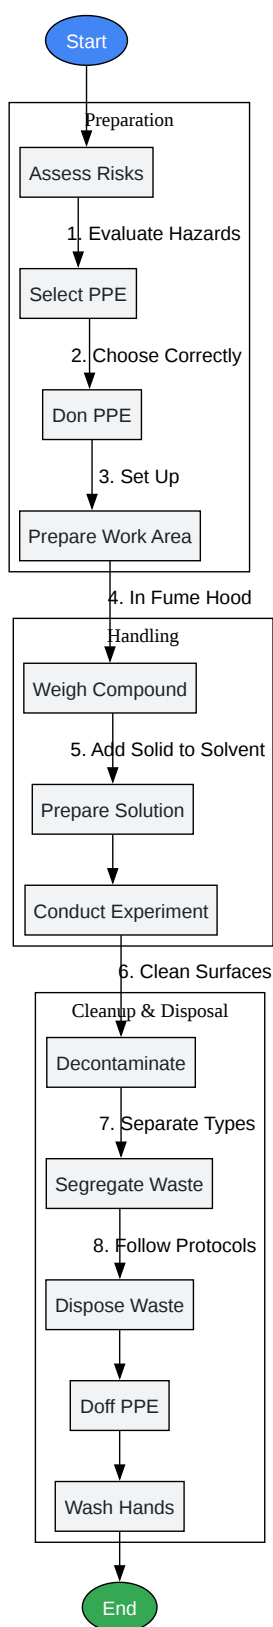 Start
Preparation
Assess Risks
1. Evaluate Hazards
Select PPE
2. Choose Correctly
Don PPE
3. Set Up
Prepare Work Area
4. In Fume Hood
Handling
Weigh Compound
5. Add Solid to Solvent
Prepare Solution
Conduct Experiment
6. Clean Surfaces
Cleanup & Disposal
Decontaminate
7. Separate Types
Segregate Waste
8. Follow Protocols
Dispose Waste
Doff PPE
Wash Hands
End